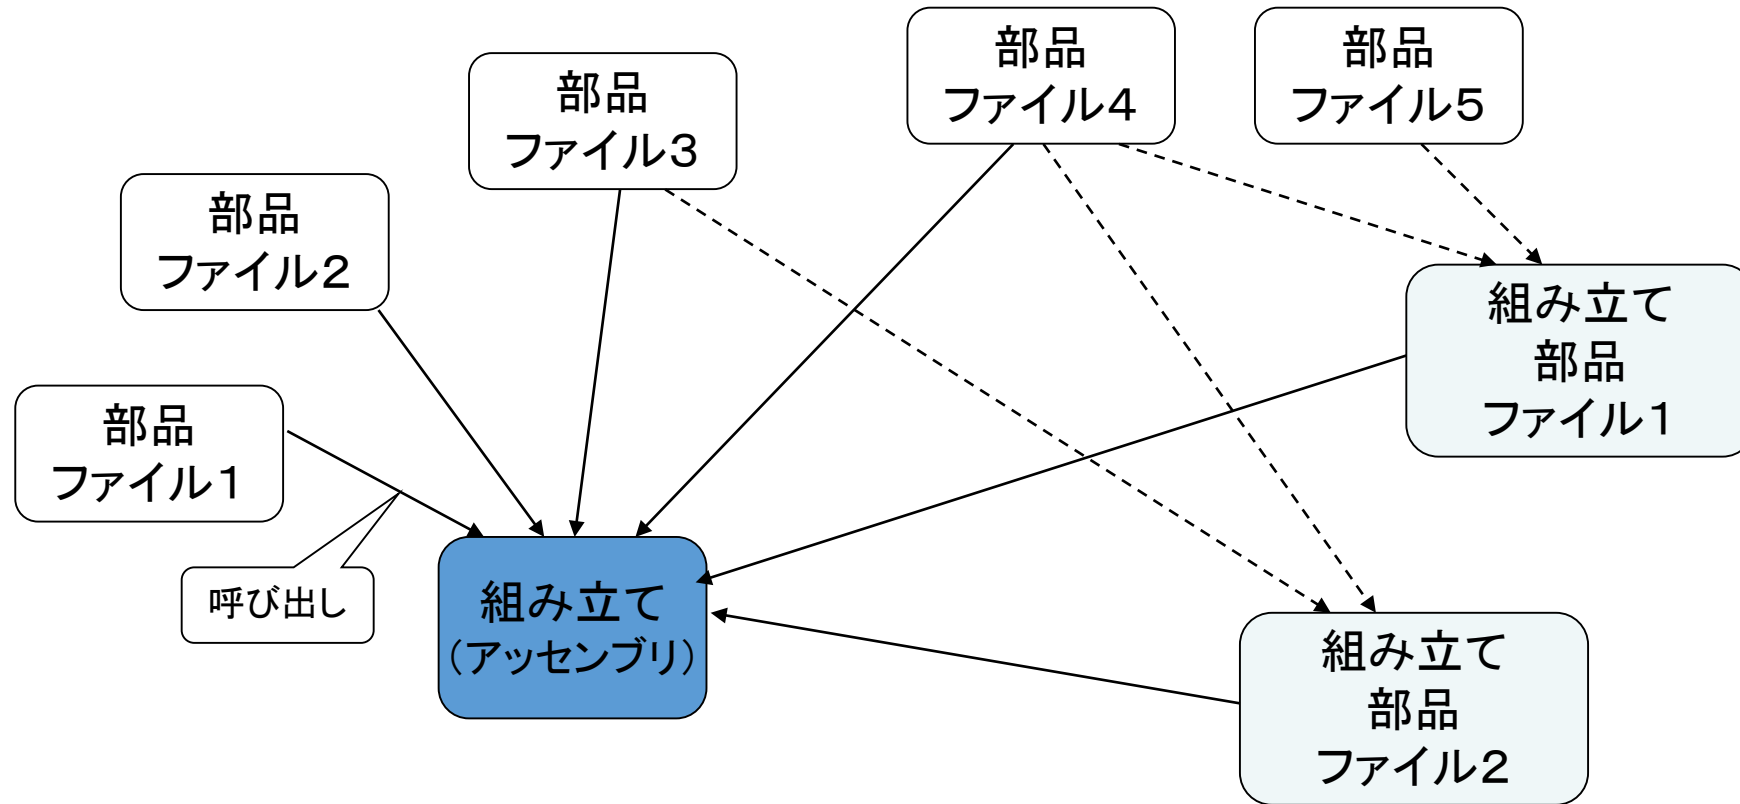 部品
ファイル1
部品
ファイル2
部品
ファイル3
部品
ファイル4
部品
ファイル5
呼び出し
組み立て
（アッセンブリ）
組み立て
部品
ファイル1
組み立て
部品
ファイル2